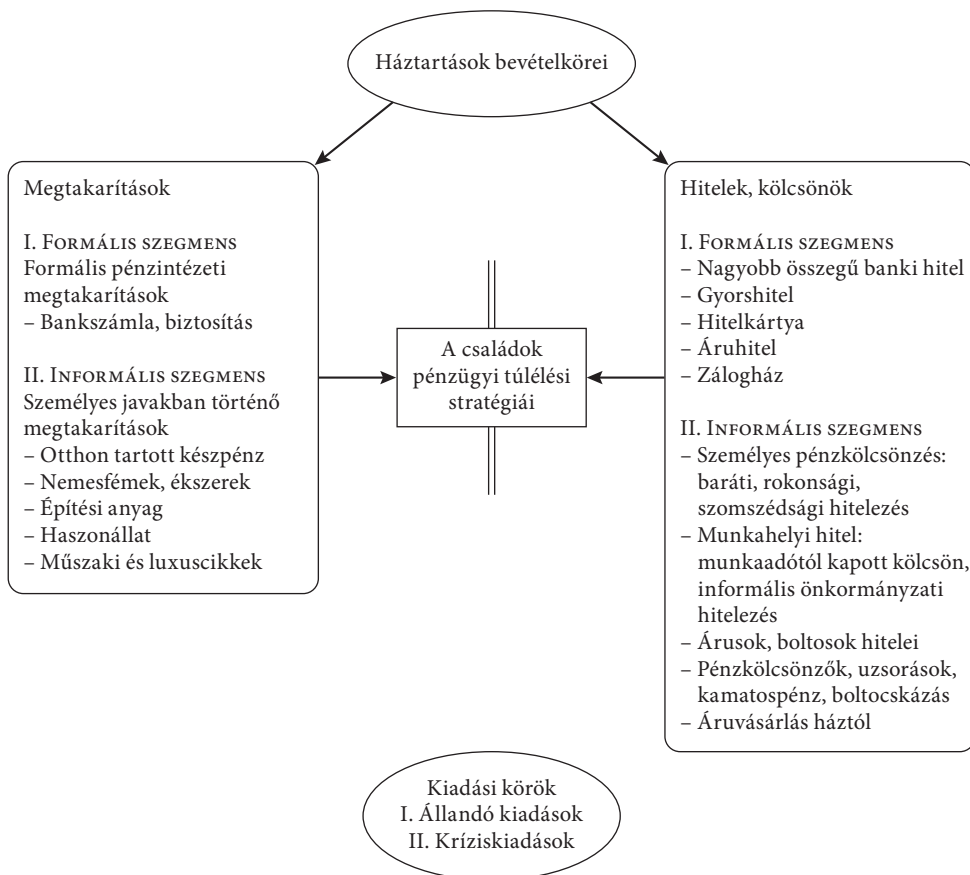 Háztartások bevételkörei
Megtakarítások
I. FORMÁLIS SZEGMENS
Formális pénzintézeti
megtakarítások
– Bankszámla, biztosítás
II. INFORMÁLIS SZEGMENS
Személyes javakban történő
megtakarítások
– Otthon tartott készpénz
– Nemesfémek, ékszerek
– Építési anyag
– Haszonállat
– Műszaki és luxuscikkek
A családok
pénzügyi túlélési
stratégiái
Hitelek, kölcsönök
I. FORMÁLIS SZEGMENS
– Nagyobb összegű banki hitel
– Gyorshitel
– Hitelkártya
– Áruhitel
– Zálogház
II. INFORMÁLIS SZEGMENS
– Személyes pénzkölcsönzés:
baráti, rokonsági,
szomszédsági hitelezés
– Munkahelyi hitel:
munkaadótól kapott kölcsön,
informális önkormányzati
hitelezés
– Árusok, boltosok hitelei
– Pénzkölcsönzők, uzsorások,
kamatospénz, boltocskázás
– Áruvásárlás háztól
Kiadási körök
I. Állandó kiadások
II. Kríziskiadások